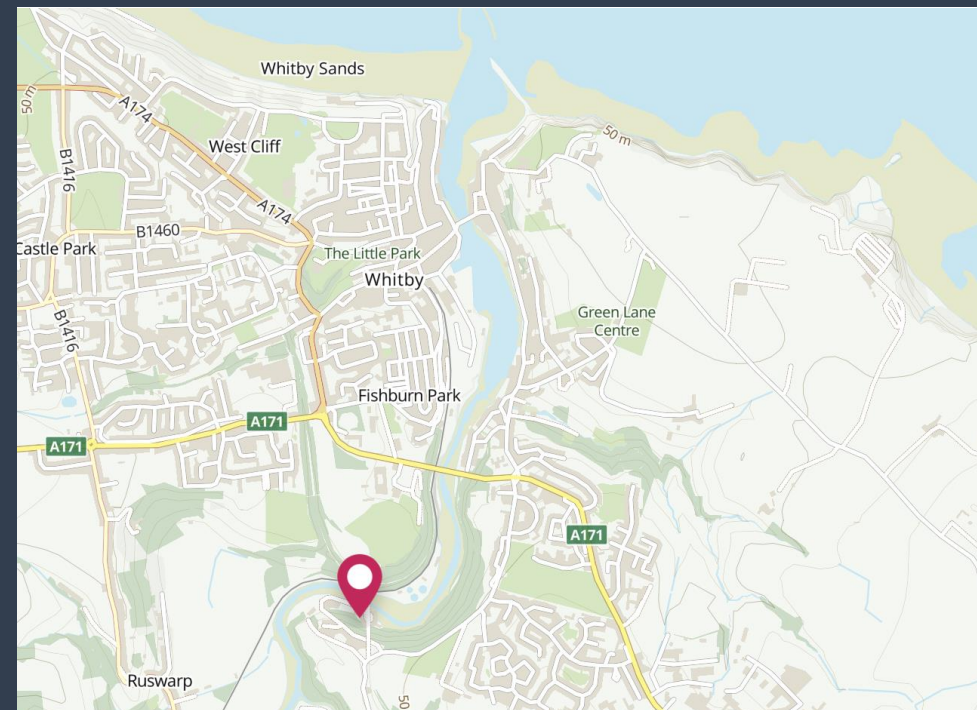 Whitby Sands
50 m
A174
50 m
West Cliff
B1416
A174
B1460
Castle Park
The Little Park
Whitby
Green Lane
Centre
B1416
Fishburn Park
A171
A171
A171
Ruswarp
50